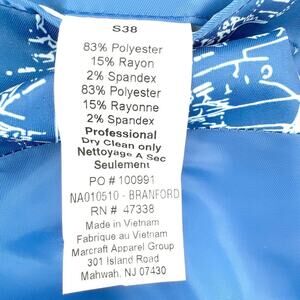 S38
83% Polyester
15% Rayon
2% Spandex
83% Polyester
15% Rayonne
2% Spandex
Professional
Dry Clean only
Nettoyage A Sec
Seulement
PO # 100991
NA010510 - BRANFORD
RN # 47338
Made in Vietnam
Fabrique au Vietnam
Marcraft Apparel Group
301 Island Road
Mahwah, NJ 07430